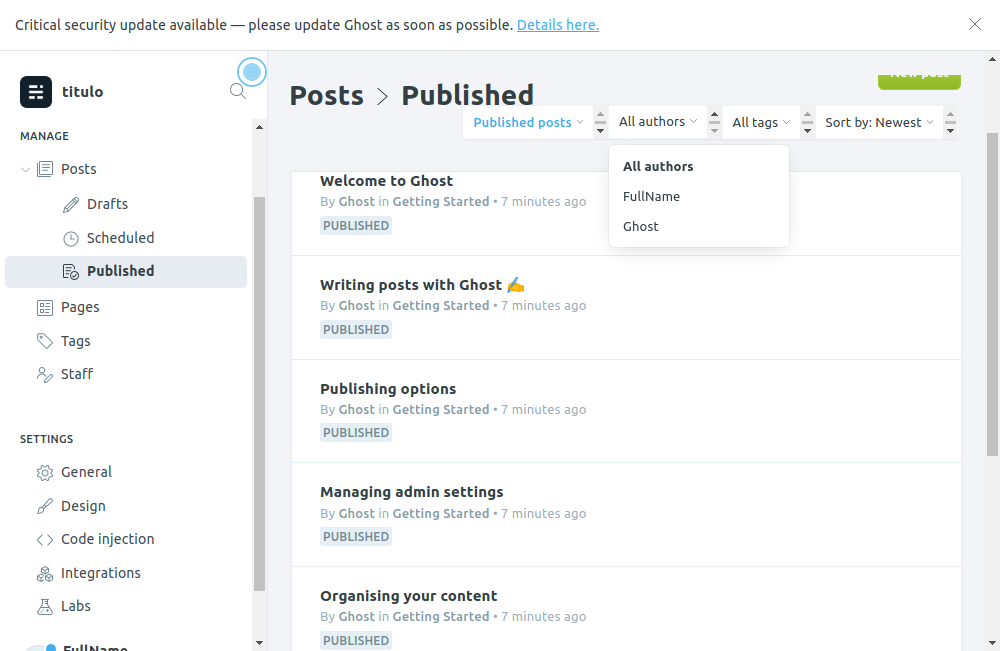 Critical security update available — please update Ghost as soon as possible. Details here.
titulo
MANAGE
Posts
Drafts
Scheduled
Published
Pages
Tags
Staff
SETTINGS
General
Design
Code injection
Integrations
Labs
FullName
Posts > Published
New post
Published posts
All authors
All tags
Sort by: Newest
All authors
FullName
Ghost
Welcome to Ghost
By Ghost in Getting Started • 7 minutes ago
PUBLISHED
Writing posts with Ghost ✍️
By Ghost in Getting Started • 7 minutes ago
PUBLISHED
Publishing options
By Ghost in Getting Started • 7 minutes ago
PUBLISHED
Managing admin settings
By Ghost in Getting Started • 7 minutes ago
PUBLISHED
Organising your content
By Ghost in Getting Started • 7 minutes ago
PUBLISHED